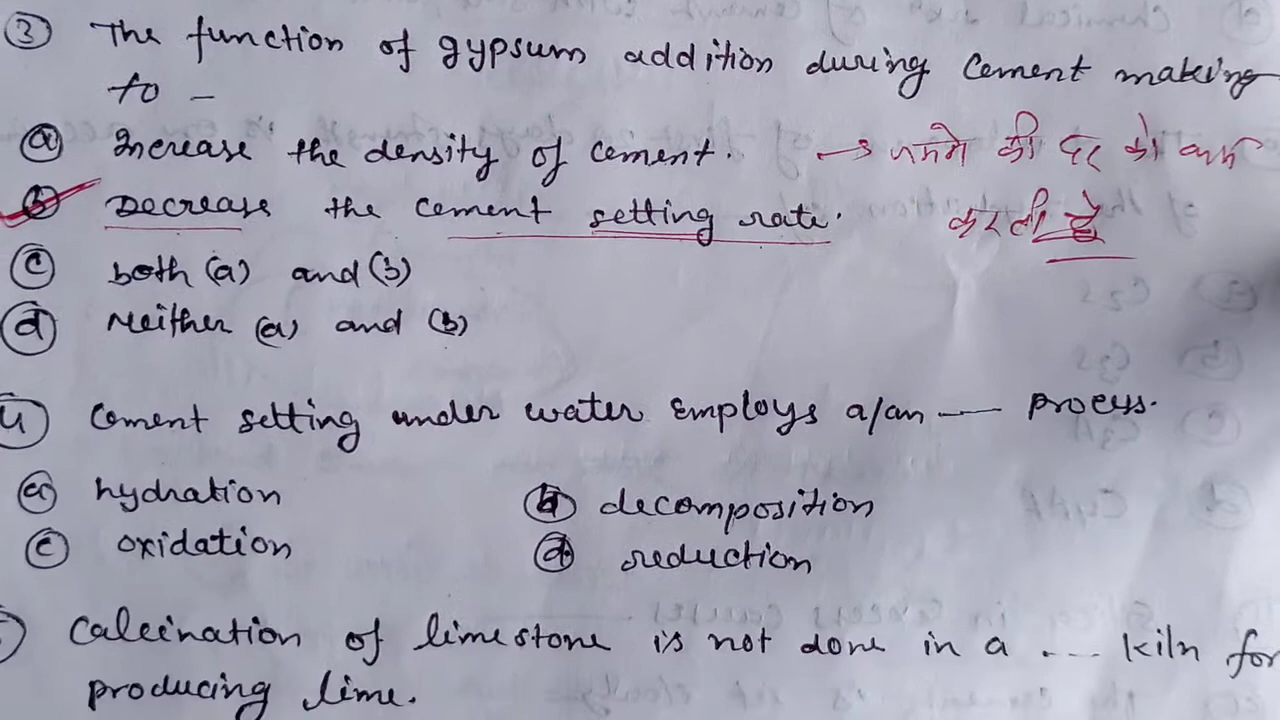 ③ The function of gypsum addition during cement making
to -
ⓐ Increase the density of cement. → जमने की दर को कम
ⓑ Decrease the cement setting rate. करती है
ⓒ both (a) and (b)
ⓓ Neither (a) and (b)
④ Cement setting under water employs a/an — process.
ⓐ hydration ⓑ decomposition
ⓒ oxidation ⓓ reduction
Calcination of limestone is not done in a ... kiln for
producing lime.